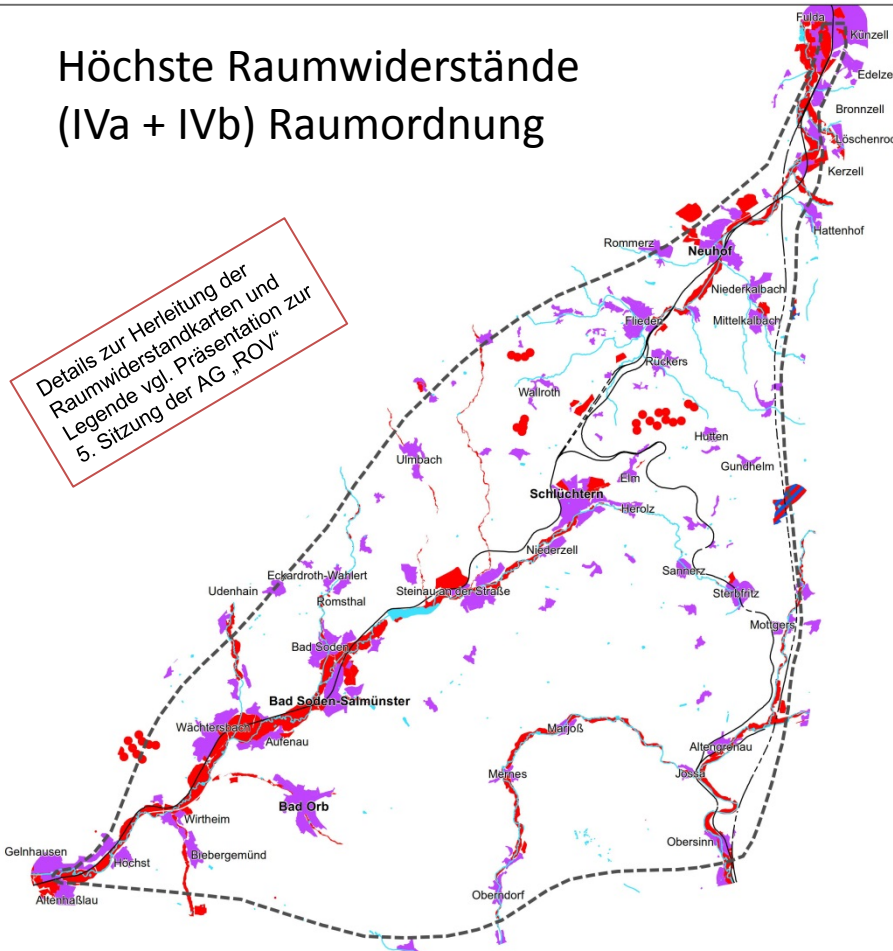 Höchste Raumwiderstände
(IVa + IVb) Raumordnung
Details zur Herleitung der
Raumwiderstandkarten und
Legende vgl. Präsentation zur
5. Sitzung der AG „ROV“
Fulda
Künzell
Edelze
Bronnzell
Löschenrod
Kerzell
Hattenhof
Rommerz
Neuhof
Niederkalbach
Mittelkalbach
Flieden
Rückers
Wallroth
Hutten
Gundhelm
Ulmbach
Elm
Schlüchtern
Herolz
Niederzell
Sannerz
Sterbfritz
Eckardroth-Wahlert
Steinau an der Straße
Udenhain
Romsthal
Mottgers
Bad Soden
Bad Soden-Salmünster
Wächtersbach
Aufenau
Marjoß
Altengronau
Mernes
Jossa
Bad Orb
Wirtheim
Obersinn
Gelnhausen
Höchst
Biebergemünd
Altenhaßlau
Oberndorf